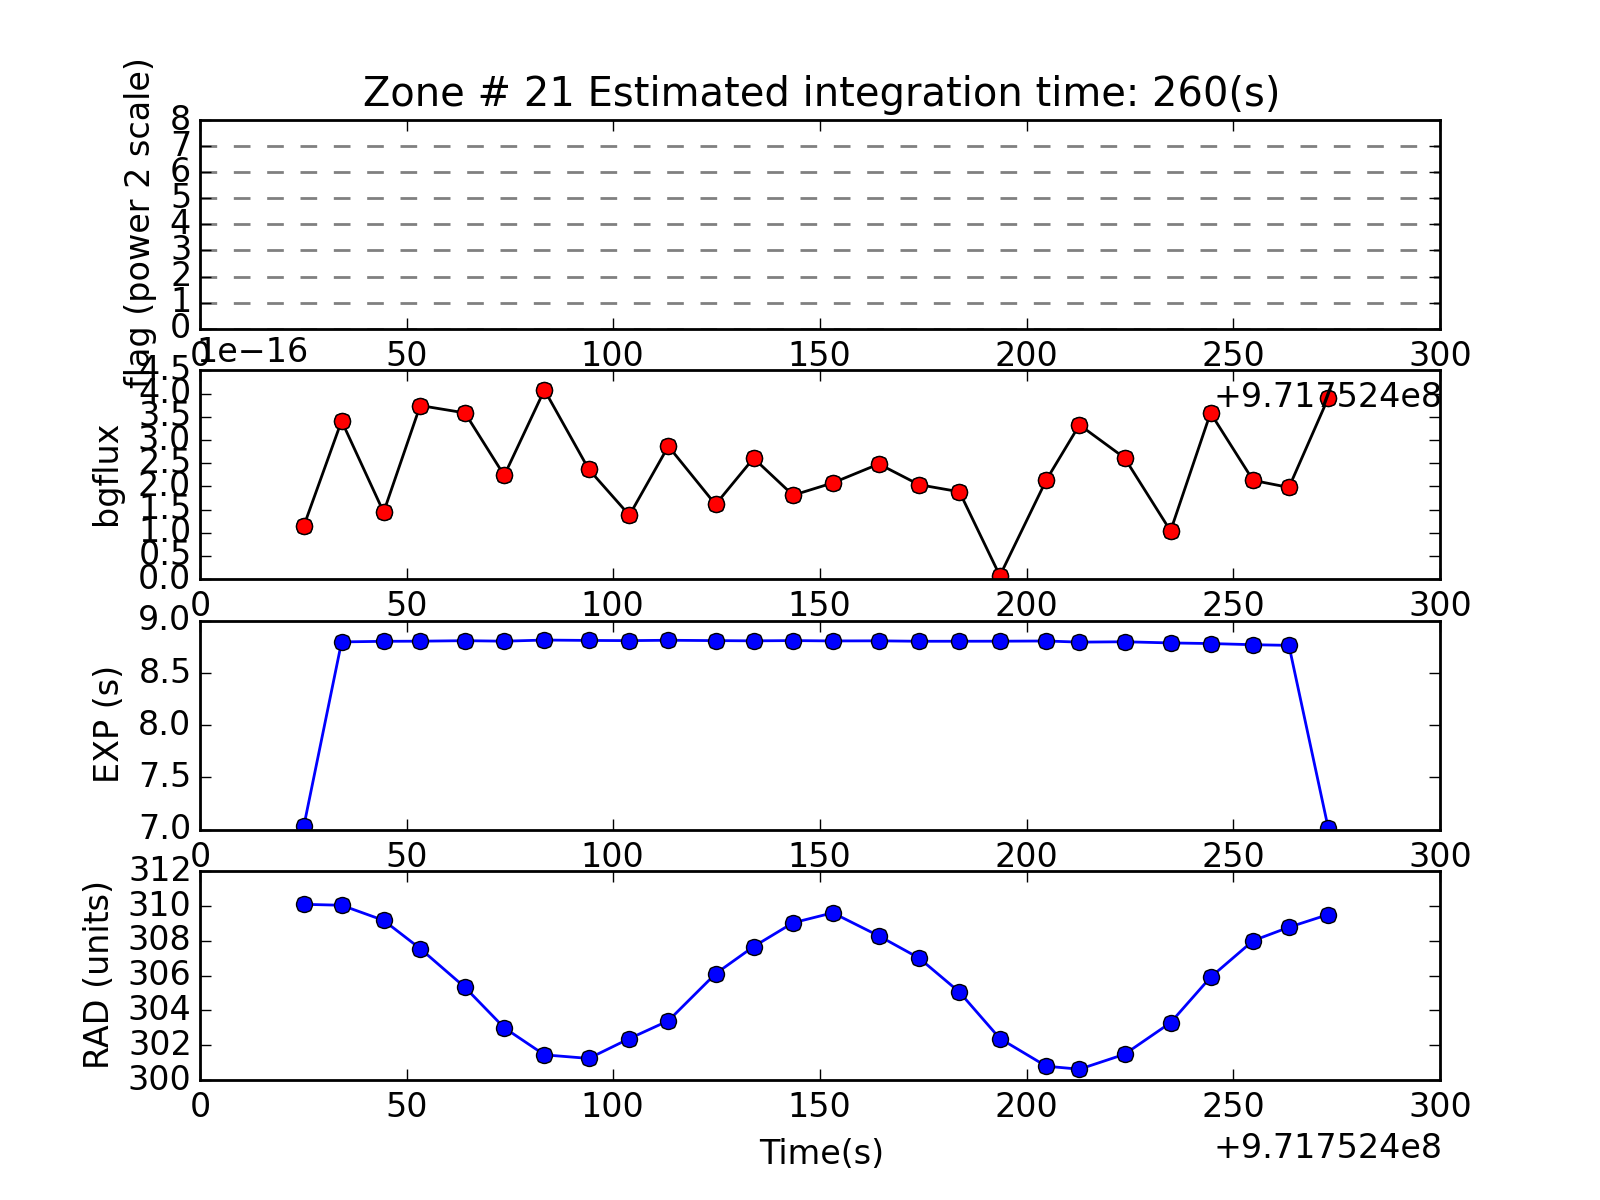 Zone # 21 Estimated integration time: 260(s)
flag (power 2 scale)
8
7
6
5
4
3
2
1
0
0 50 100 150 200 250 300
+9.717524e8
1e−16
bgflux
4.5
4.0
3.5
3.0
2.5
2.0
1.5
1.0
0.5
0.0
0 50 100 150 200 250 300
EXP (s)
9.0
8.5
8.0
7.5
7.0
0 50 100 150 200 250 300
RAD (units)
312
310
308
306
304
302
300
0 50 100 150 200 250 300
Time(s)
+9.717524e8